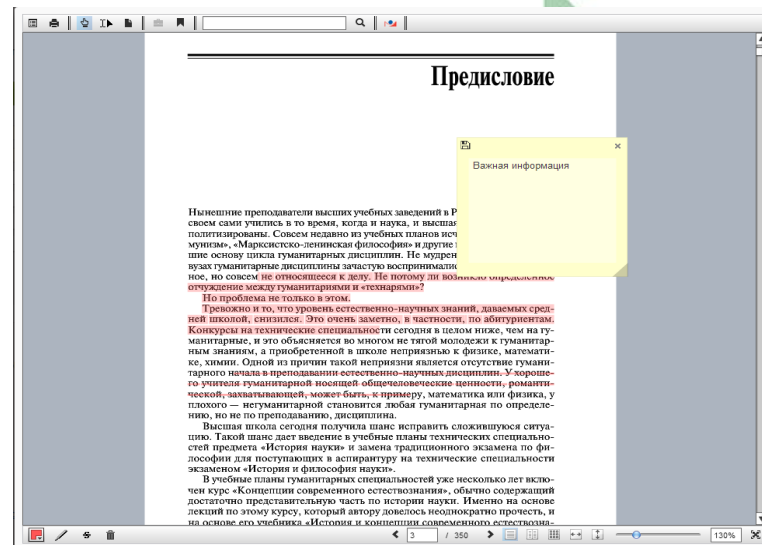 Предисловие
Важная информация
Нынешние преподаватели высших учебных заведений в Р
своем сами учились в то время, когда и наука, и высшая
политизированы. Совсем недавно из учебных планов исч
мунизм», «Марксистско-ленинская философия» и другие
шие основу цикла гуманитарных дисциплин. Не мудрен
вузах гуманитарные дисциплины зачастую воспринимались
ное, но совсем не относящееся к делу. Не потому ли возникло определенное
отчуждение между гуманитариями и «технарями»?
Но проблема не только в этом.
Тревожно и то, что уровень естественно-научных знаний, даваемых сред-
ней школой, снизился. Это очень заметно, в частности, по абитуриентам.
Конкурсы на технические специальности сегодня в целом ниже, чем на гу-
манитарные, и это объясняется во многом не тягой молодежи к гуманитар-
ным знаниям, а приобретенной в школе неприязнью к физике, математи-
ке, химии. Одной из причин такой неприязни является отсутствие гумани-
тарного начала в преподавании естественно-научных дисциплин. У хороше-
го учителя гуманитарной носящей общечеловеческие ценности, романти-
ческой, захватывающей, может быть, к примеру, математика или физика, у
плохого — негуманитарной становится любая гуманитарная по определе-
нию, но не по преподаванию, дисциплина.
Высшая школа сегодня получила шанс исправить сложившуюся ситуа-
цию. Такой шанс дает введение в учебные планы технических специально-
стей предмета «История науки» и замена традиционного экзамена по фи-
лософии для поступающих в аспирантуру на технические специальности
экзаменом «История и философия науки».
В учебные планы гуманитарных специальностей уже несколько лет вклю-
чен курс «Концепции современного естествознания», обычно содержащий
достаточно представительную часть по истории науки. Именно на основе
лекций по этому курсу, который автору довелось неоднократно прочесть, и
на основе его учебника «История и концепции современного естествозна-
3 / 350 130%